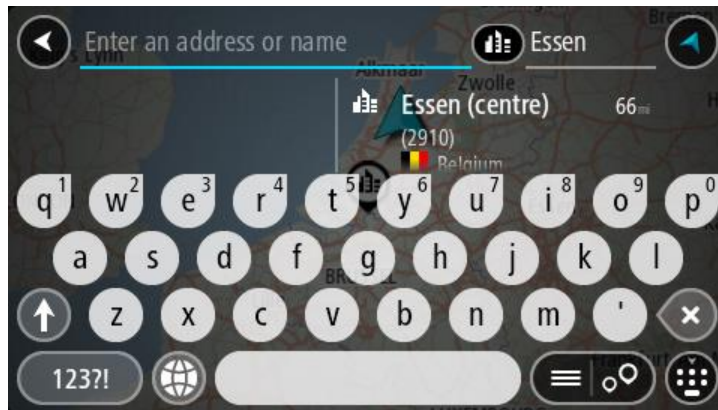 Enter an address or name
Essen
Alkmaar
Zwolle
Essen (centre) 66 mi
(2910)
Belgium
q1 w2 e3 r4 t5 y6 u7 i8 o9 p0
a s d f g h j k l
z x c v b n m '
123?!